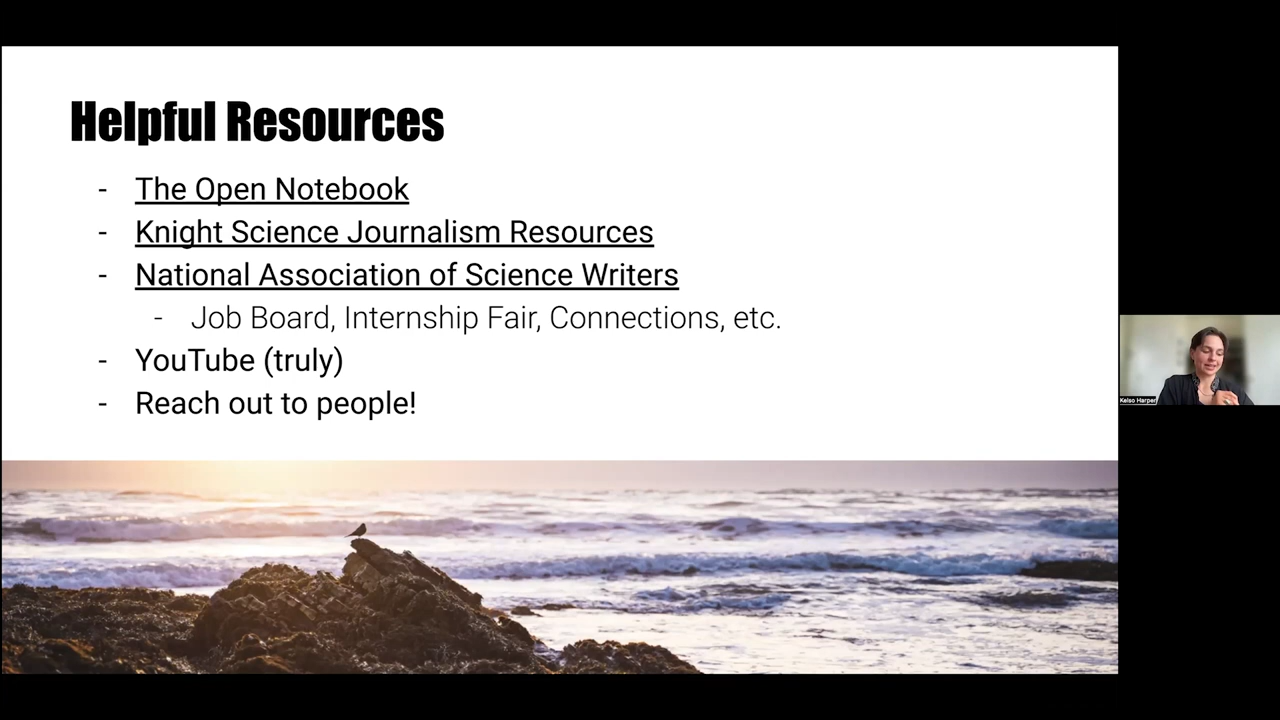 Helpful Resources
- The Open Notebook
- Knight Science Journalism Resources
- National Association of Science Writers
- Job Board, Internship Fair, Connections, etc.
- YouTube (truly)
- Reach out to people!
Kelso Harper